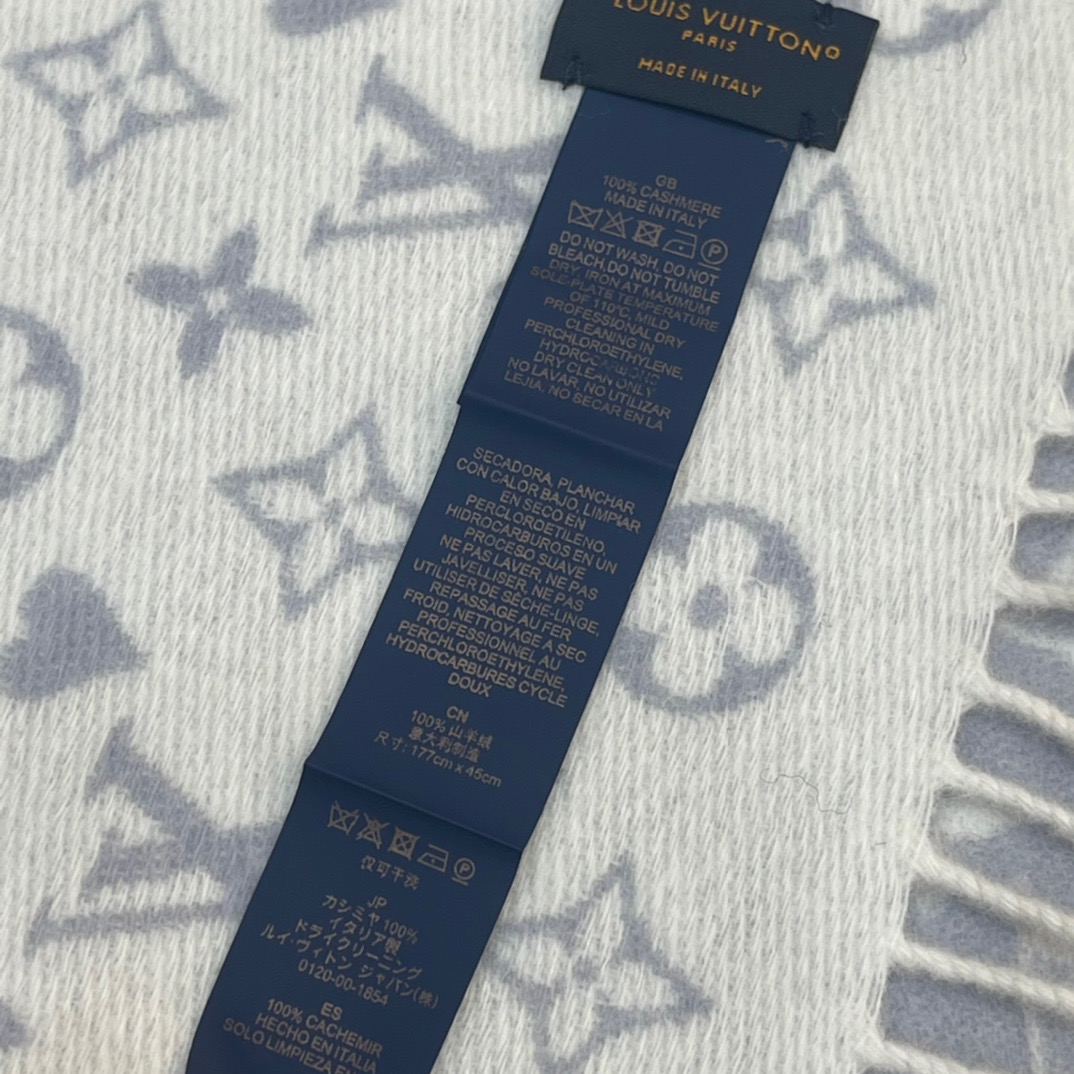 LOUIS VUITTON
PARIS
MADE IN ITALY
GB
100% CASHMERE
MADE IN ITALY
P
DO NOT WASH, DO NOT
BLEACH,DO NOT TUMBLE
DRY, IRON AT MAXIMUM
SOLE-PLATE TEMPERATURE
OF 110°C, MILD
PROFESSIONAL DRY
CLEANING IN
PERCHLOROETHYLENE,
HYDROCARBONS
DRY CLEAN ONLY
NO LAVAR, NO UTILIZAR
LEJIA, NO SECAR EN LA
SECADORA, PLANCHAR
CON CALOR BAJO, LIMPIAR
EN SECO EN
PERCLOROETILENO,
HIDROCARBUROS EN UN
PROCESO SUAVE
NE PAS LAVER, NE PAS
JAVELLISER, NE PAS
UTILISER DE SÈCHE-LINGE,
REPASSAGE AU FER
FROID, NETTOYAGE A SEC
PROFESSIONNEL AU
PERCHLOROETHYLENE,
HYDROCARBURES CYCLE
DOUX
CN
100% 山羊绒
意大利制造
尺寸: 177cm x 45cm
P
仅可干洗
JP
カシミヤ 100%
イタリア製
ドライクリーニング
ルイ・ヴィトン ジャパン(株)
0120-00-1854
ES
100% CACHEMIR
HECHO EN ITALIA
SOLO LIMPIEZA EN